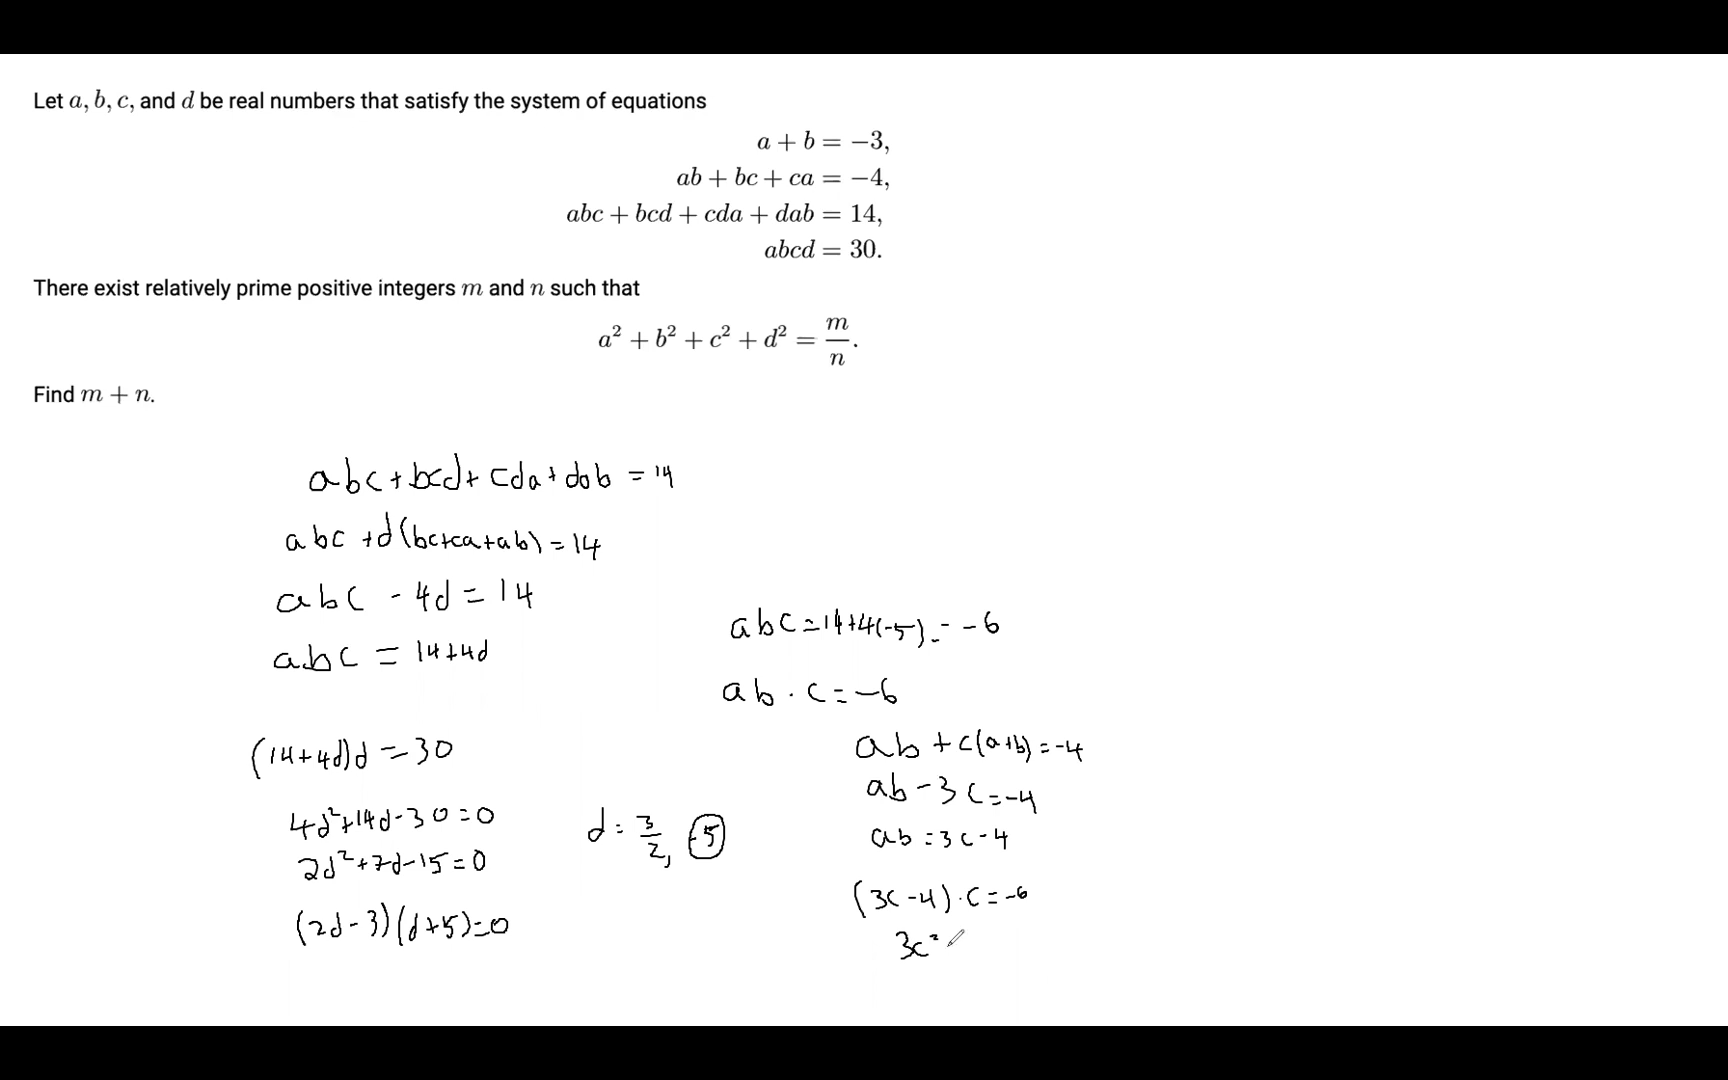 Let a, b, c, and d be real numbers that satisfy the system of equations
a + b = −3,
ab + bc + ca = −4,
abc + bcd + cda + dab = 14,
abcd = 30.
There exist relatively prime positive integers m and n such that
a² + b² + c² + d² = m/n.
Find m + n.
abc + bcd + cda + dab = 14
abc + d(bc+ca+ab) = 14
abc - 4d = 14
abc = 14+4d
(14+4d)d = 30
4d²+14d-30=0
2d²+7d-15=0
(2d-3)(d+5)=0
d = 3/2, -5
abc = 14+4(-5) = -6
ab · c = -6
ab + c(a+b) = -4
ab - 3c = -4
ab = 3c-4
(3c-4)·c = -6
3c²